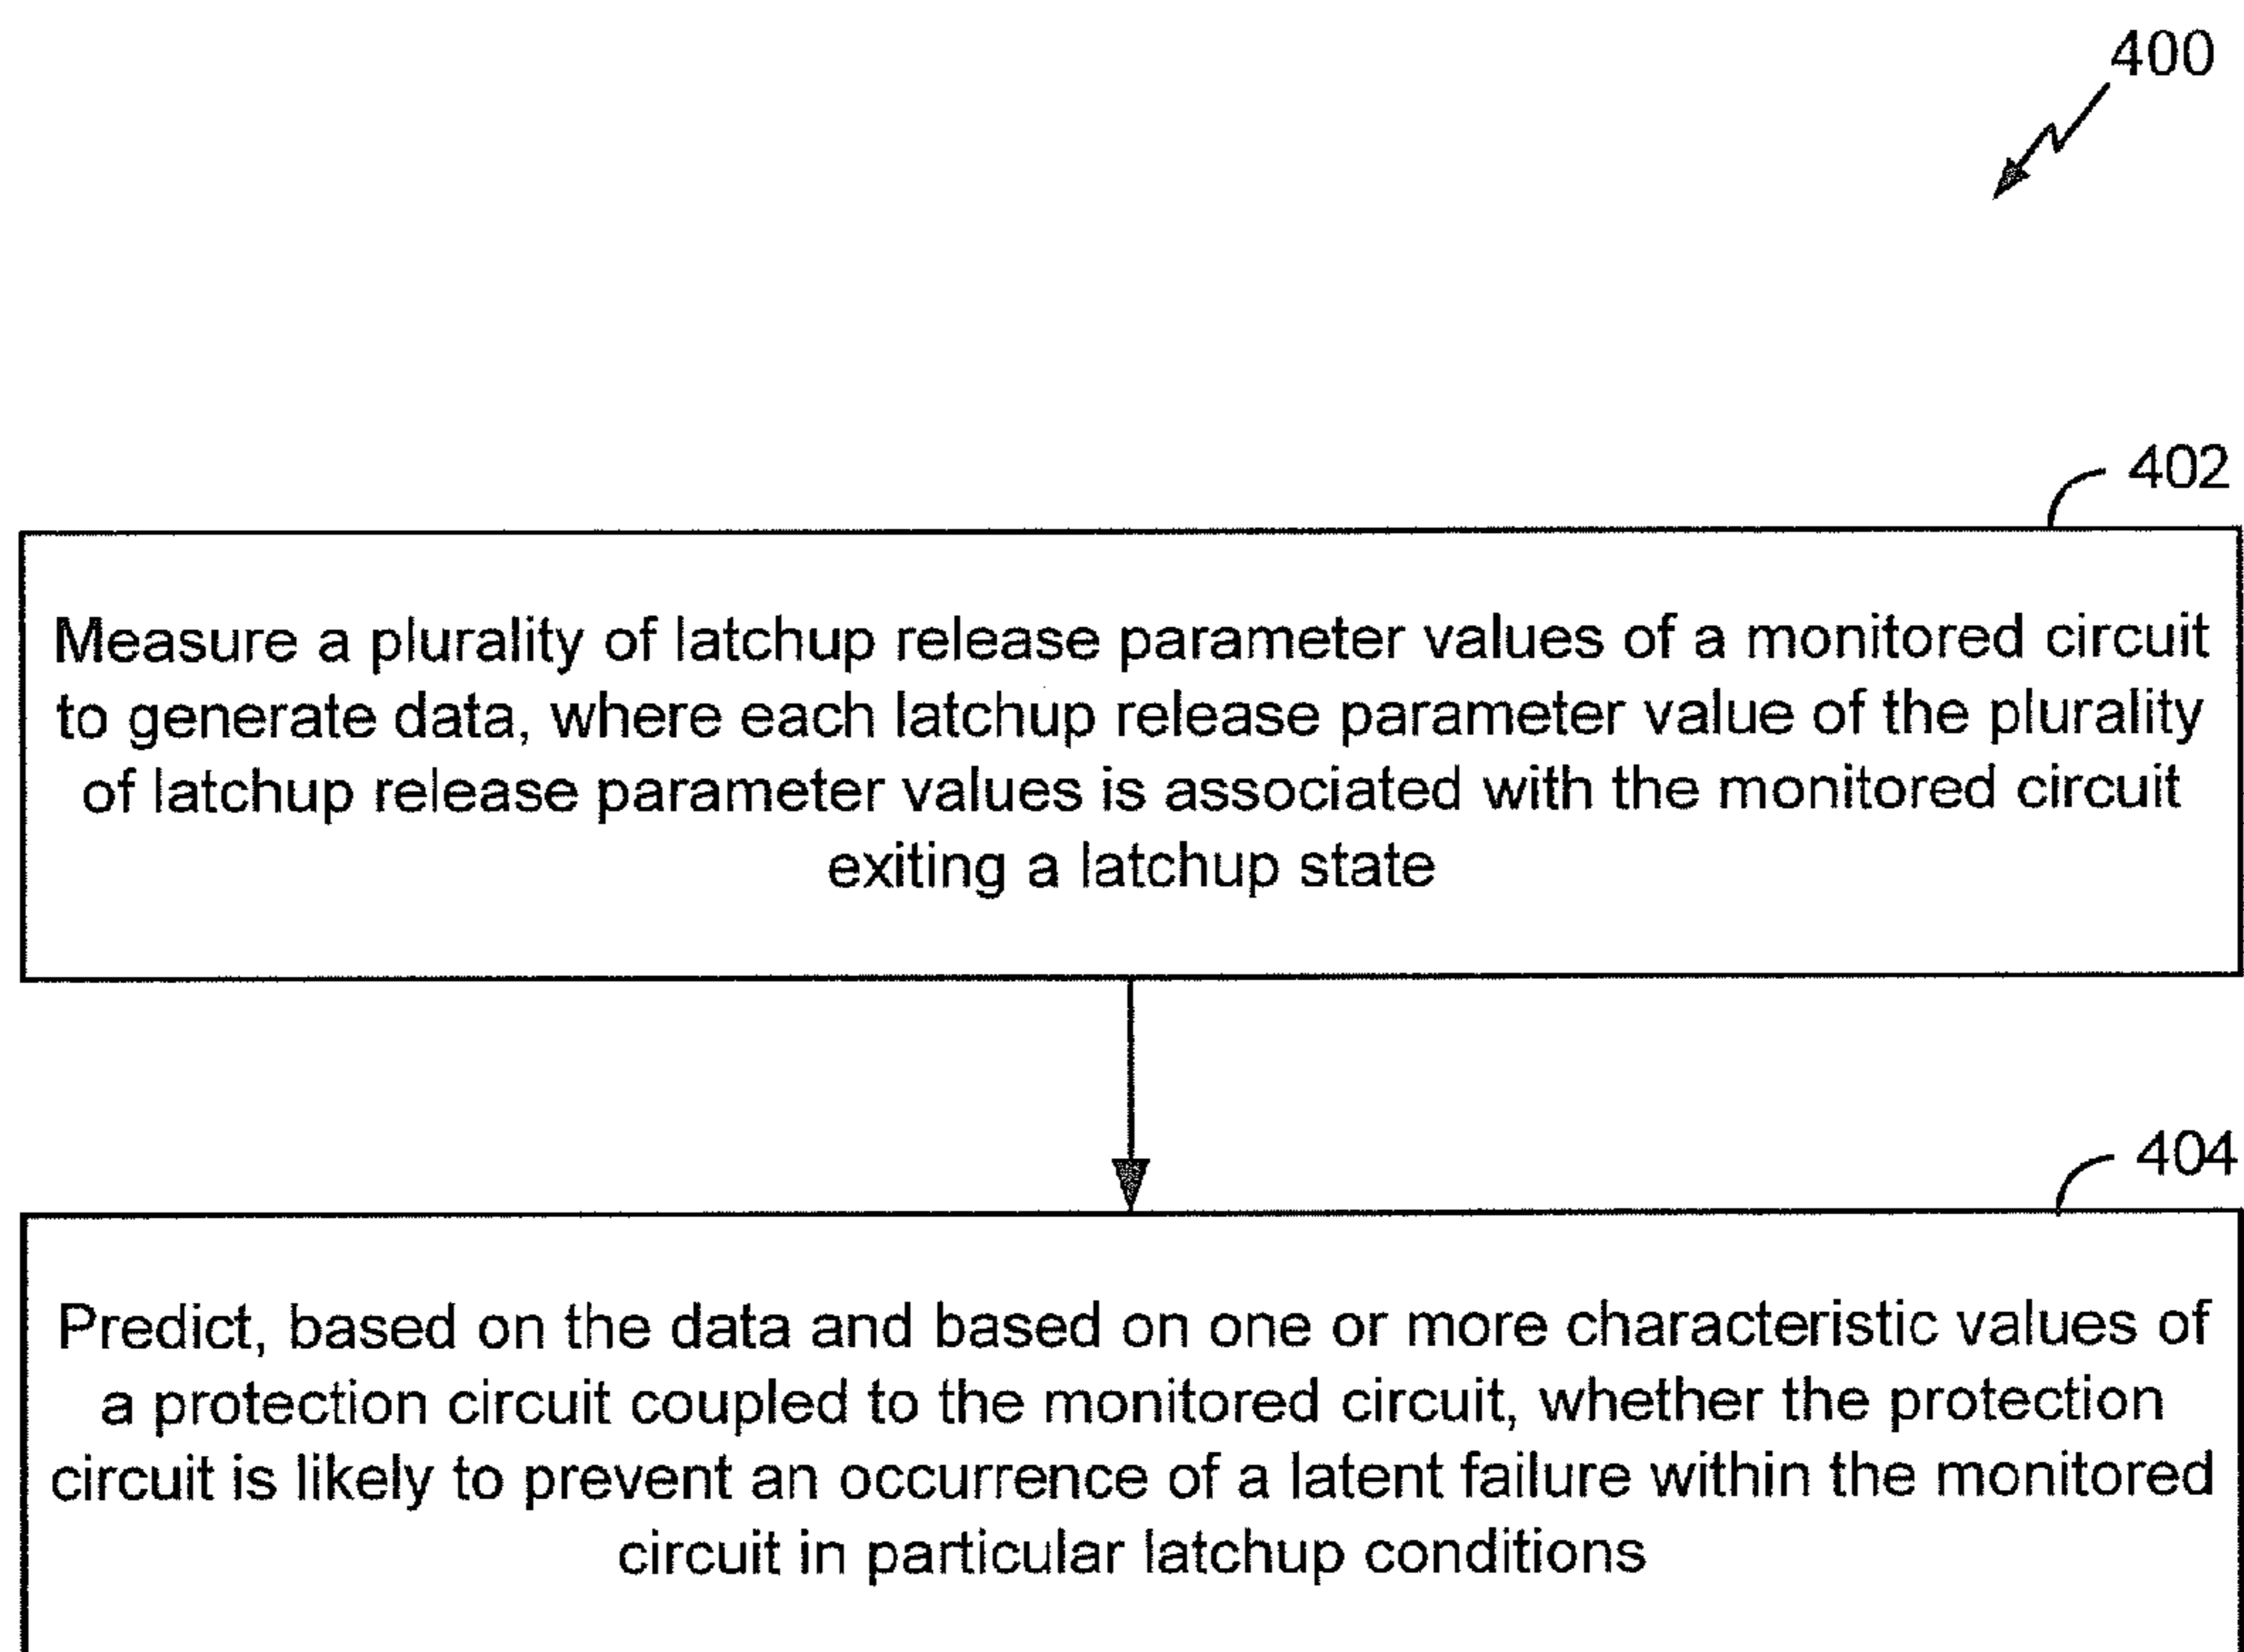 400
402
Measure a plurality of latchup release parameter values of a monitored circuit
to generate data, where each latchup release parameter value of the plurality
of latchup release parameter values is associated with the monitored circuit
exiting a latchup state
404
Predict, based on the data and based on one or more characteristic values of
a protection circuit coupled to the monitored circuit, whether the protection
circuit is likely to prevent an occurrence of a latent failure within the monitored
circuit in particular latchup conditions